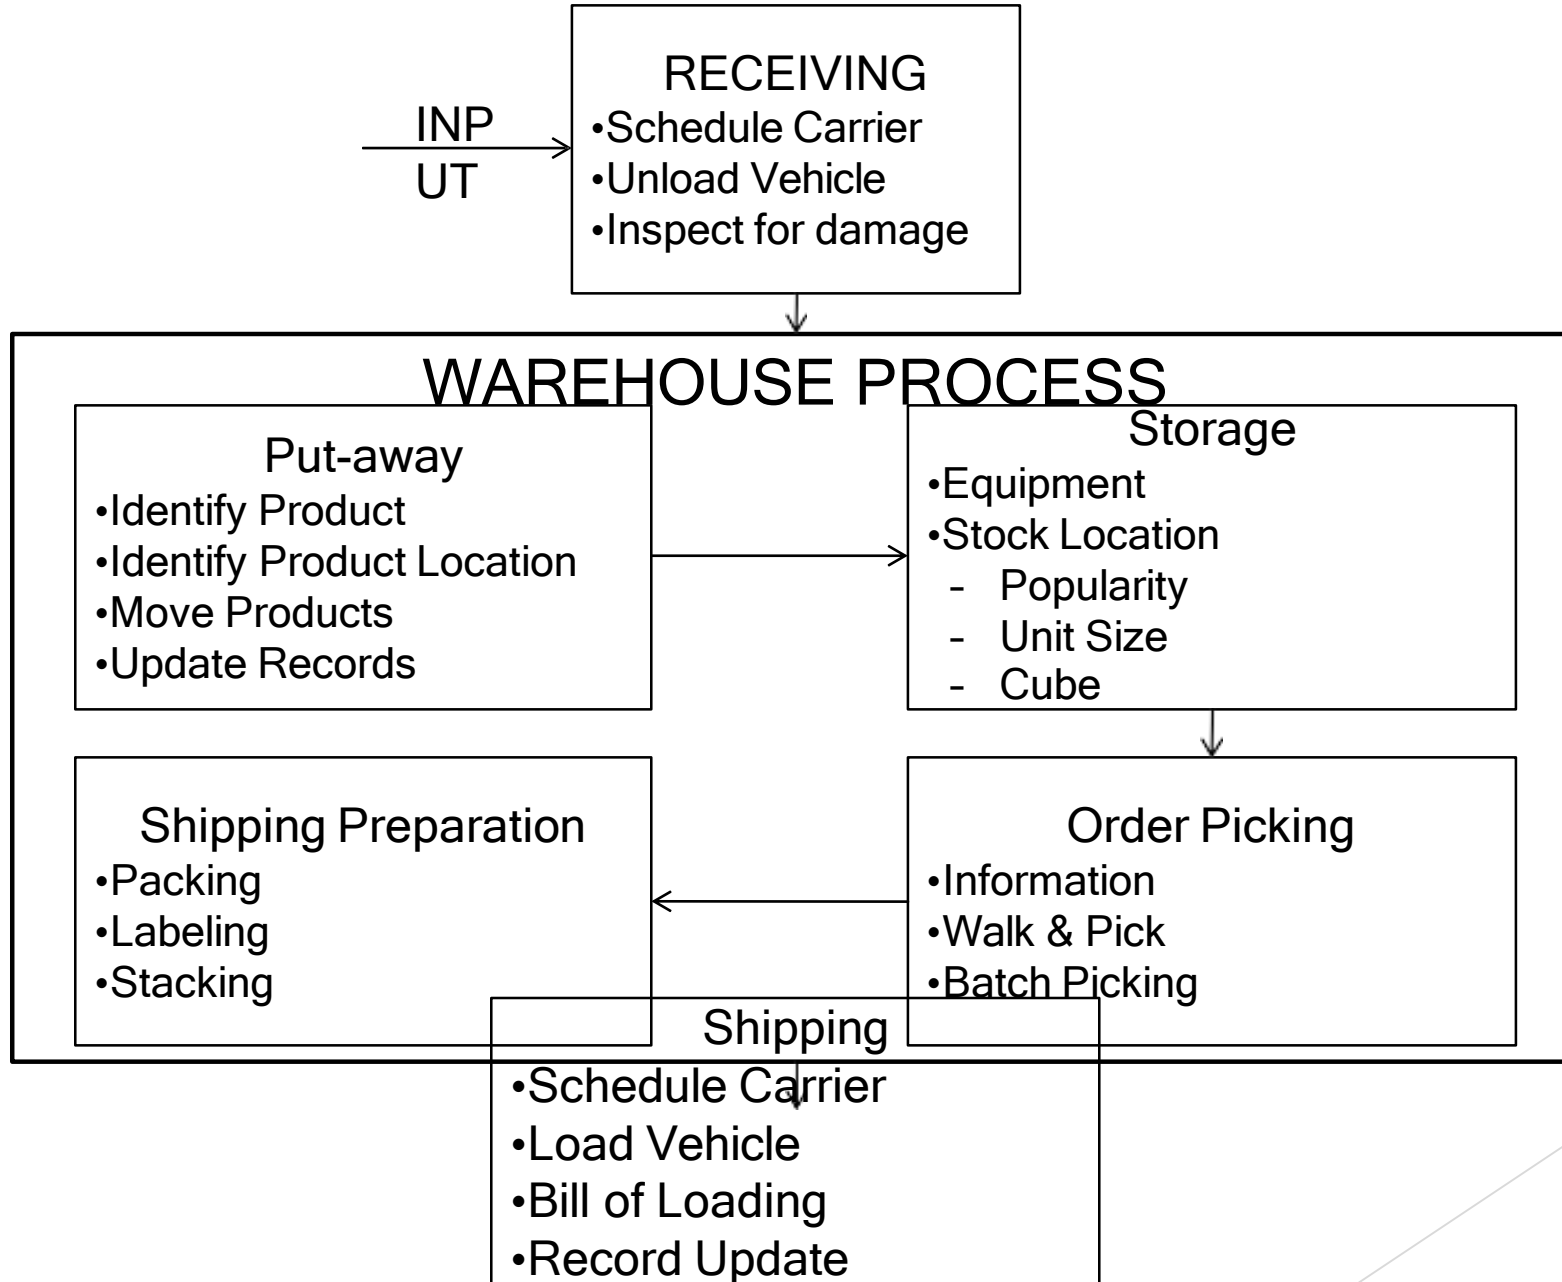 RECEIVING
INP
UT
•Schedule Carrier
•Unload Vehicle
•Inspect for damage
WAREHOUSE PROCESS
Put-away
•Identify Product
•Identify Product Location
•Move Products
•Update Records
Storage
•Equipment
•Stock Location
- Popularity
- Unit Size
- Cube
Shipping Preparation
•Packing
•Labeling
•Stacking
Order Picking
•Information
•Walk & Pick
•Batch Picking
Shipping
•Schedule Carrier
•Load Vehicle
•Bill of Loading
•Record Update